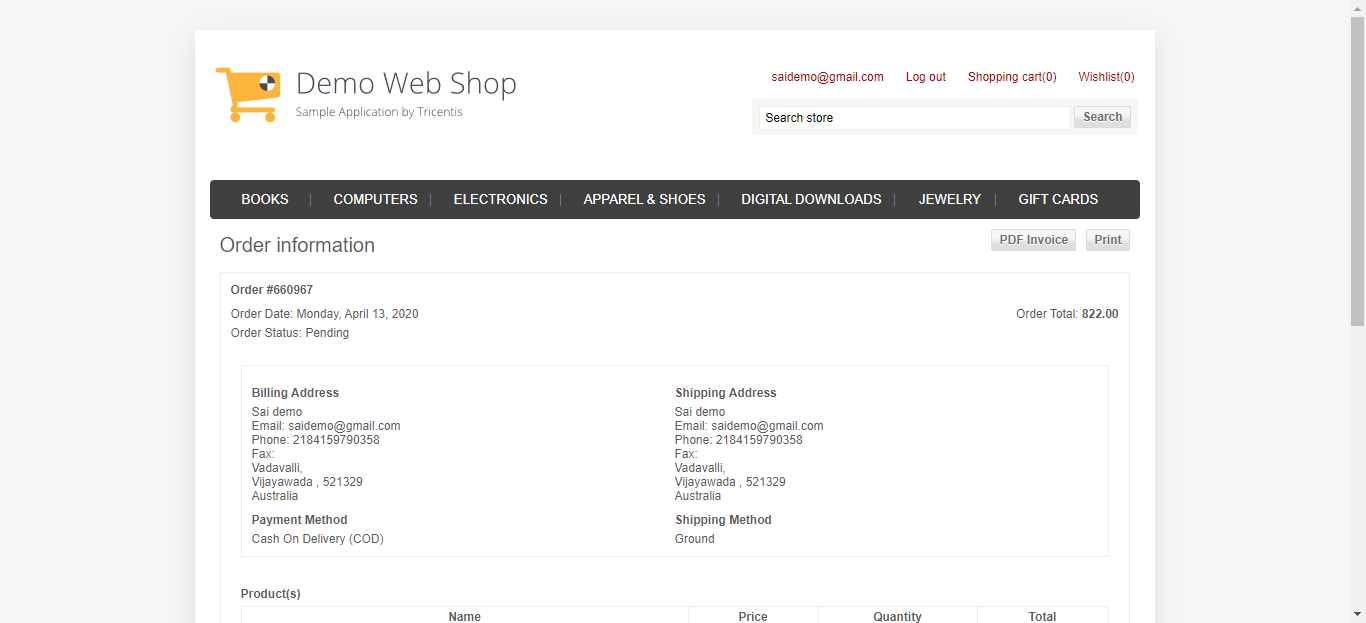 Demo Web Shop
Sample Application by Tricentis
saidemo@gmail.com Log out Shopping cart(0) Wishlist(0)
Search store Search
BOOKS COMPUTERS ELECTRONICS APPAREL & SHOES DIGITAL DOWNLOADS JEWELRY GIFT CARDS
Order information
PDF Invoice Print
Order #660967
Order Date: Monday, April 13, 2020
Order Total: 822.00
Order Status: Pending
Billing Address
Sai demo
Email: saidemo@gmail.com
Phone: 2184159790358
Fax:
Vadavalli,
Vijayawada , 521329
Australia
Payment Method
Cash On Delivery (COD)
Shipping Address
Sai demo
Email: saidemo@gmail.com
Phone: 2184159790358
Fax:
Vadavalli,
Vijayawada , 521329
Australia
Shipping Method
Ground
Product(s)
Name Price Quantity Total